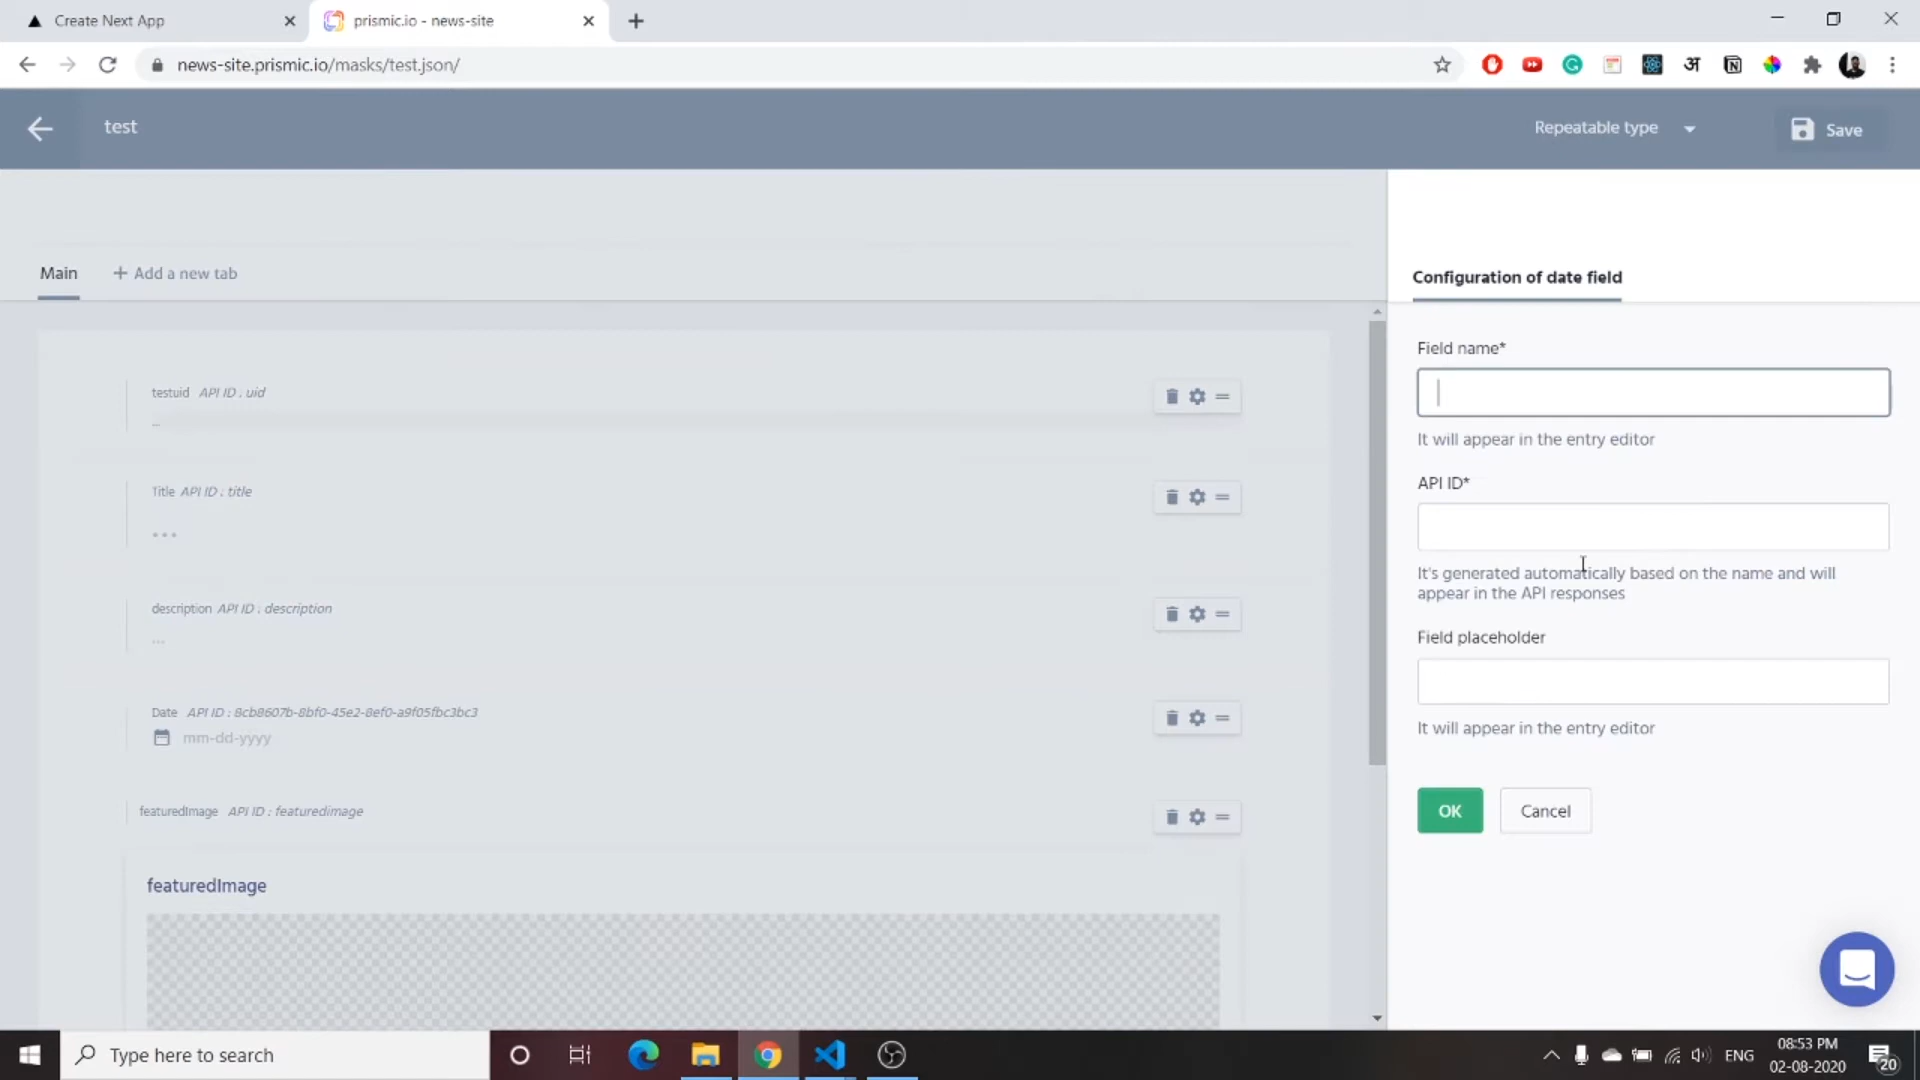 Create Next App
prismic.io - news-site
news-site.prismic.io/masks/test.json/
अ
test
Repeatable type
Save
Main
+ Add a new tab
Configuration of date field
Field name*
It will appear in the entry editor
API ID*
It's generated automatically based on the name and will
appear in the API responses
Field placeholder
It will appear in the entry editor
OK
Cancel
testuid API ID : uid
...
Title API ID : title
...
description API ID : description
...
Date API ID : 8cb8607b-8bf0-45e2-8ef0-a9f05fbc3bc3
mm-dd-yyyy
featuredImage API ID : featuredimage
featuredImage
Type here to search
ENG
08:53 PM
02-08-2020
20